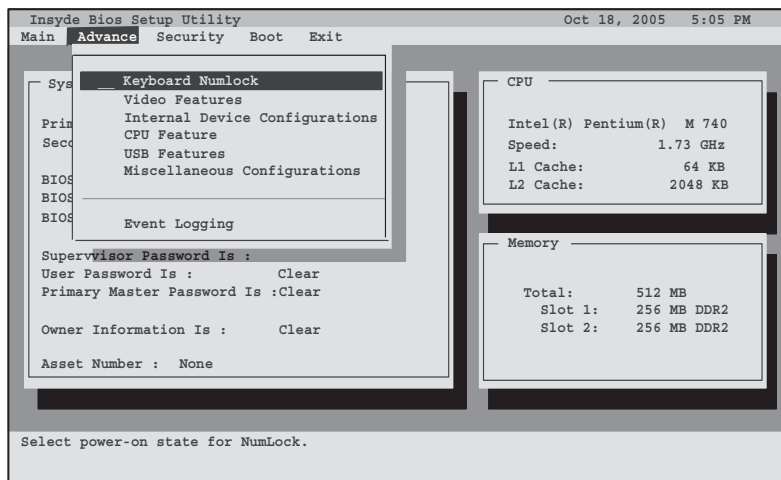 Insyde Bios Setup Utility Oct 18, 2005 5:05 PM
Main Advance Security Boot Exit
Sys
__ Keyboard Numlock
Video Features
Internal Device Configurations
CPU Feature
USB Features
Miscellaneous Configurations
Event Logging
Prim
Seco
BIOS
BIOS
BIOS
Supervvisor Password Is :
User Password Is : Clear
Primary Master Password Is :Clear
Owner Information Is : Clear
Asset Number : None
CPU
Intel(R) Pentium(R) M 740
Speed: 1.73 GHz
L1 Cache: 64 KB
L2 Cache: 2048 KB
Memory
Total: 512 MB
Slot 1: 256 MB DDR2
Slot 2: 256 MB DDR2
Select power-on state for NumLock.